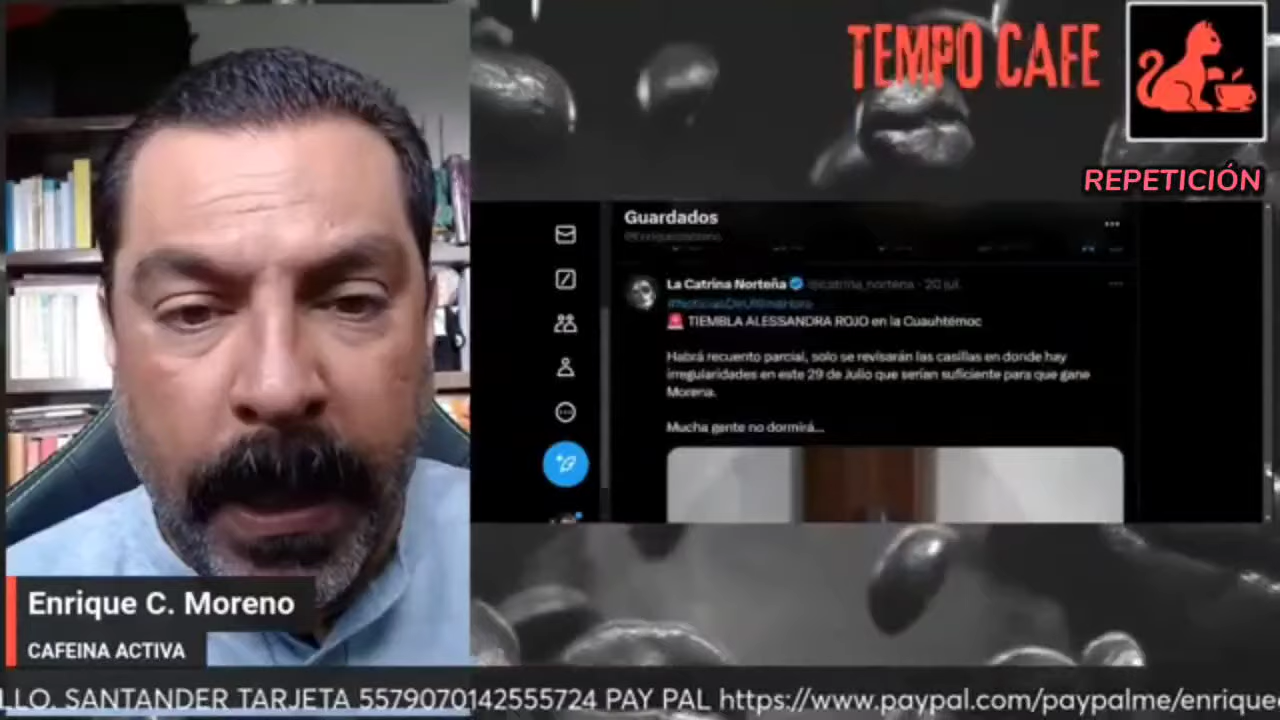 TEMPO CAFE
REPETICIÓN
Guardados
La Catrina Norteña @catrina_nortena · 20 jul.
🚨 TIEMBLA ALESSANDRA ROJO en la Cuauhtémoc
Habrá recuento parcial, solo se revisarán las casillas en donde hay
irregularidades en este 29 de Julio que serían suficiente para que gane
Morena.
Mucha gente no dormirá...
Enrique C. Moreno
CAFEINA ACTIVA
LLO. SANTANDER TARJETA 5579070142555724 PAY PAL https://www.paypal.com/paypalme/enrique